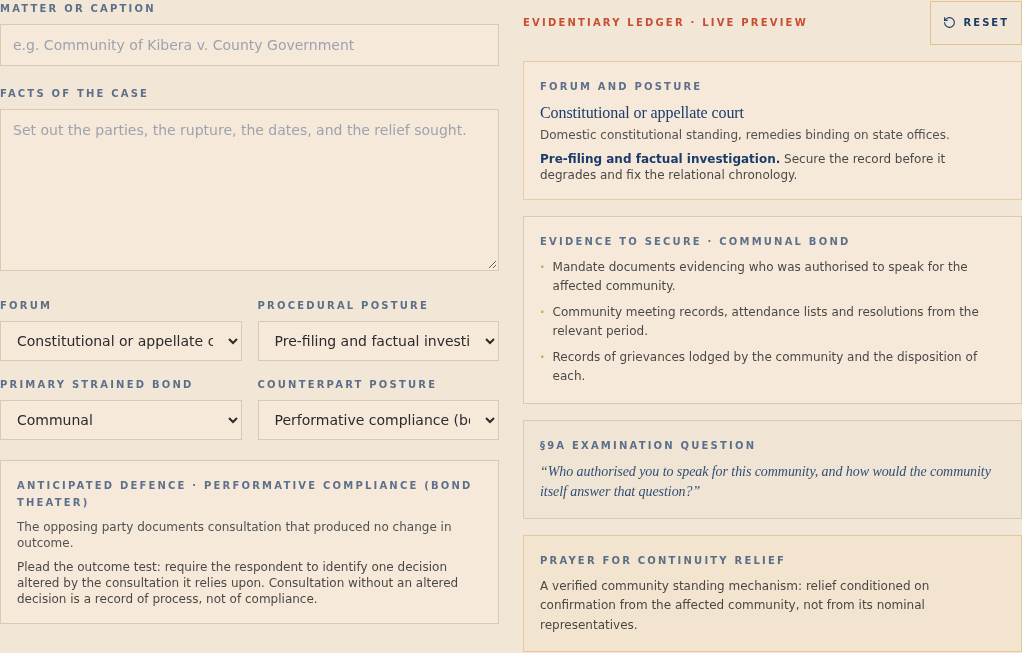 MATTER OR CAPTION
e.g. Community of Kibera v. County Government
FACTS OF THE CASE
Set out the parties, the rupture, the dates, and the relief sought.
FORUM
PROCEDURAL POSTURE
Constitutional or appellate c
Pre-filing and factual investi
PRIMARY STRAINED BOND
COUNTERPART POSTURE
Communal
Performative compliance (bo
ANTICIPATED DEFENCE · PERFORMATIVE COMPLIANCE (BOND
THEATER)
The opposing party documents consultation that produced no change in
outcome.
Plead the outcome test: require the respondent to identify one decision
altered by the consultation it relies upon. Consultation without an altered
decision is a record of process, not of compliance.
EVIDENTIARY LEDGER · LIVE PREVIEW
RESET
FORUM AND POSTURE
Constitutional or appellate court
Domestic constitutional standing, remedies binding on state offices.
Pre-filing and factual investigation. Secure the record before it
degrades and fix the relational chronology.
EVIDENCE TO SECURE · COMMUNAL BOND
• Mandate documents evidencing who was authorised to speak for the
affected community.
• Community meeting records, attendance lists and resolutions from the
relevant period.
• Records of grievances lodged by the community and the disposition of
each.
§9A EXAMINATION QUESTION
“Who authorised you to speak for this community, and how would the community
itself answer that question?”
PRAYER FOR CONTINUITY RELIEF
A verified community standing mechanism: relief conditioned on
confirmation from the affected community, not from its nominal
representatives.